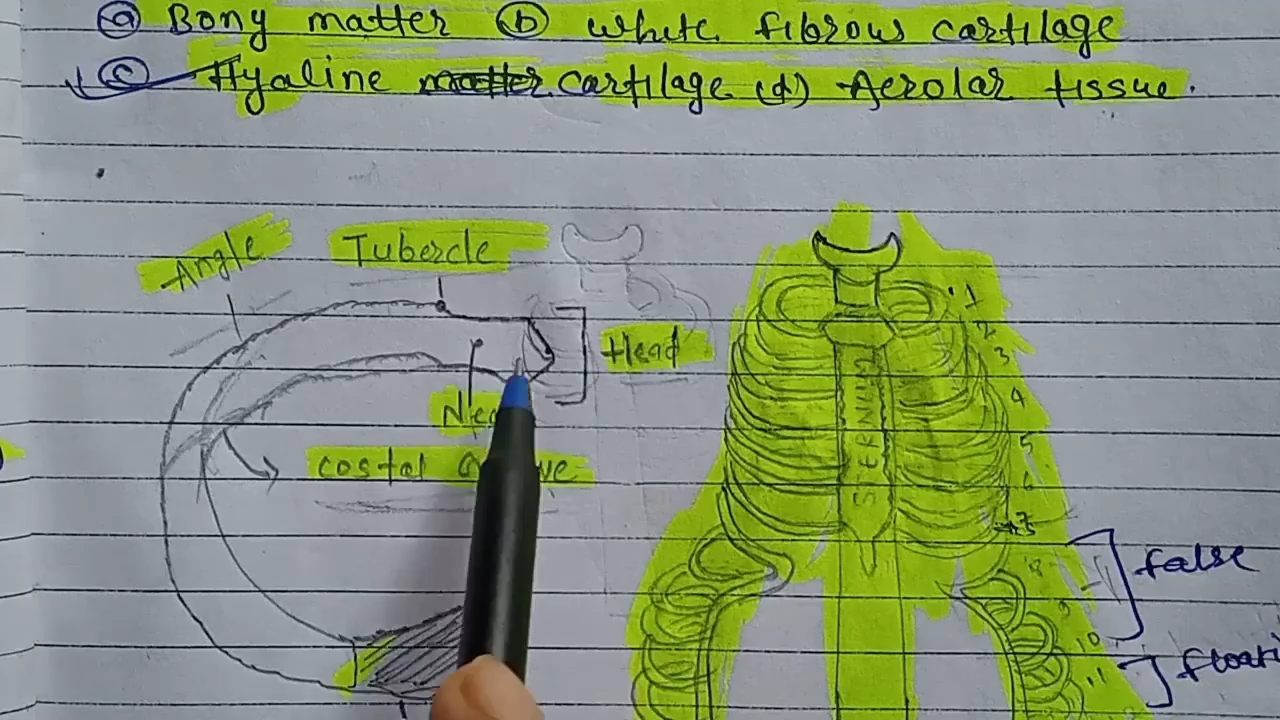 (a) Bony matter (b) white fibrous cartilage
(c) Hyaline cartilage (d) Aerolar tissue.
Angle
Tubercle
Head
costal
STERNUM
1
2
3
4
5
6
7
8
9
10
11
false